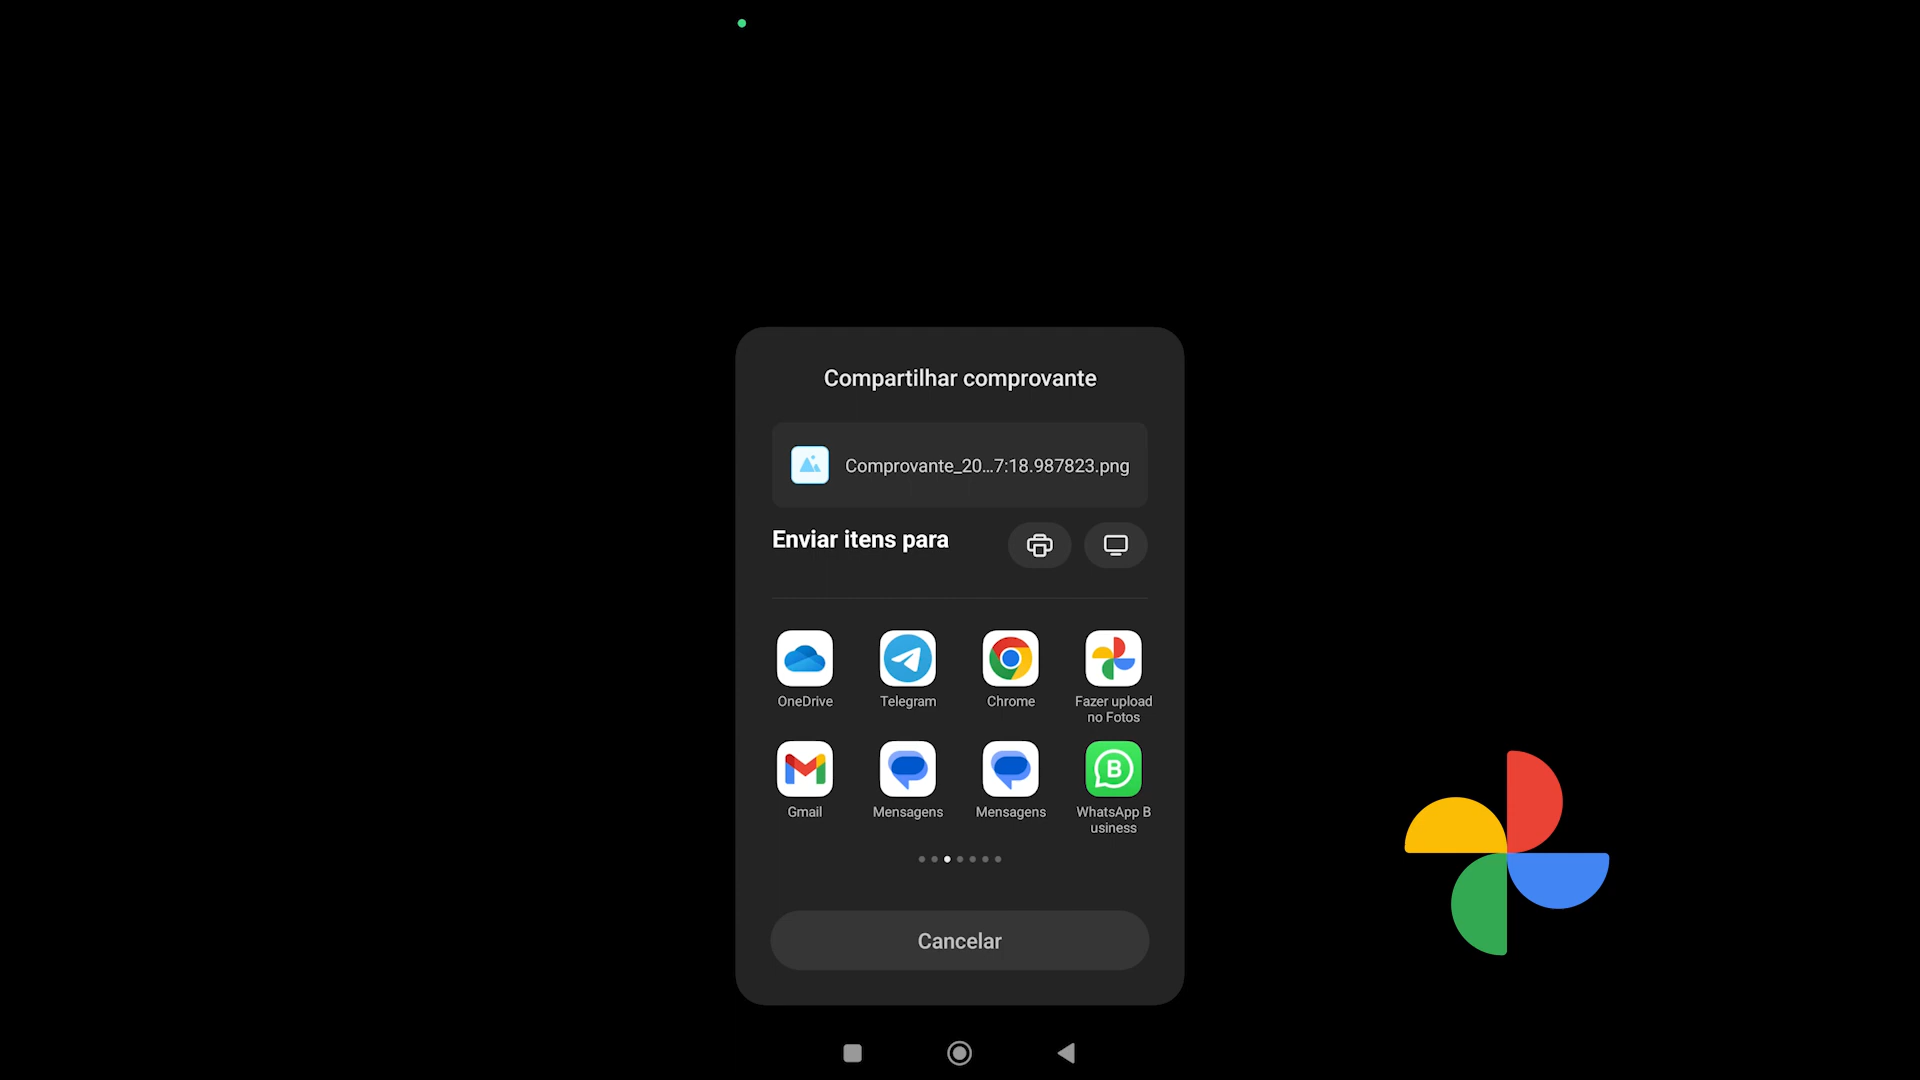 Compartilhar comprovante
Comprovante_20...7:18.987823.png
Enviar itens para
OneDrive
Telegram
Chrome
Fazer upload
no Fotos
Gmail
Mensagens
Mensagens
WhatsApp B
usiness
Cancelar